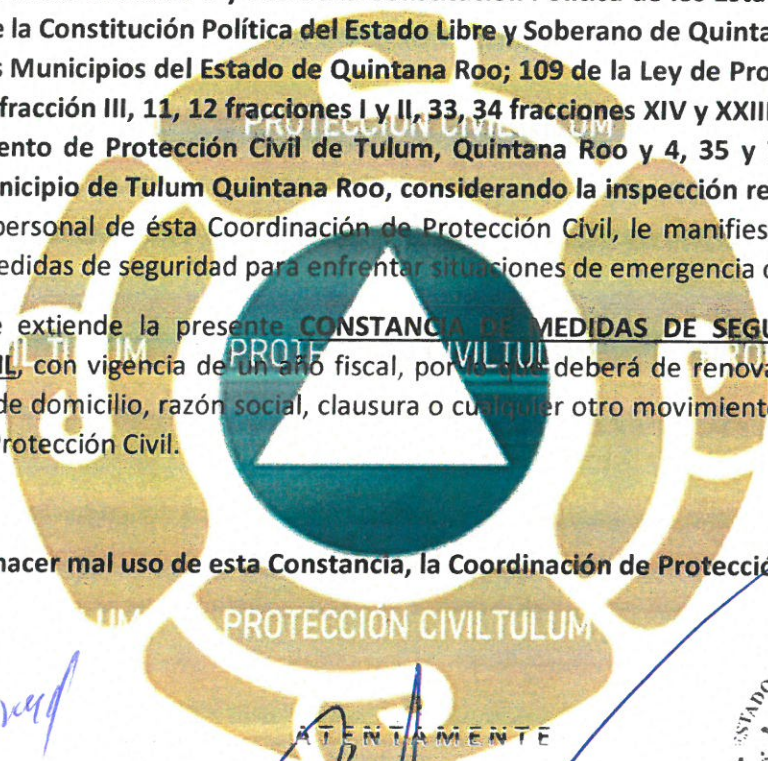 e la Constitución Política del Estado Libre y Soberano de Quinta
s Municipios del Estado de Quintana Roo; 109 de la Ley de Pro
fracción III, 11, 12 fracciones I y II, 33, 34 fracciones XIV y XXIII
PROTECCIÓN CIVILTULUM
ento de Protección Civil de Tulum, Quintana Roo y 4, 35 y
nicipio de Tulum Quintana Roo, considerando la inspección re
personal de ésta Coordinación de Protección Civil, le manifies
edidas de seguridad para enfrentar situaciones de emergencia
e extiende la presente CONSTANCIA DE MEDIDAS DE SEGU
IL, con vigencia de un año fiscal, por lo que deberá de renova
de domicilio, razón social, clausura o cualquier otro movimiento
Protección Civil.
hacer mal uso de esta Constancia, la Coordinación de Protecció
PROTECCIÓN CIVILTULUM
ATENTAMENTE
ESTADO